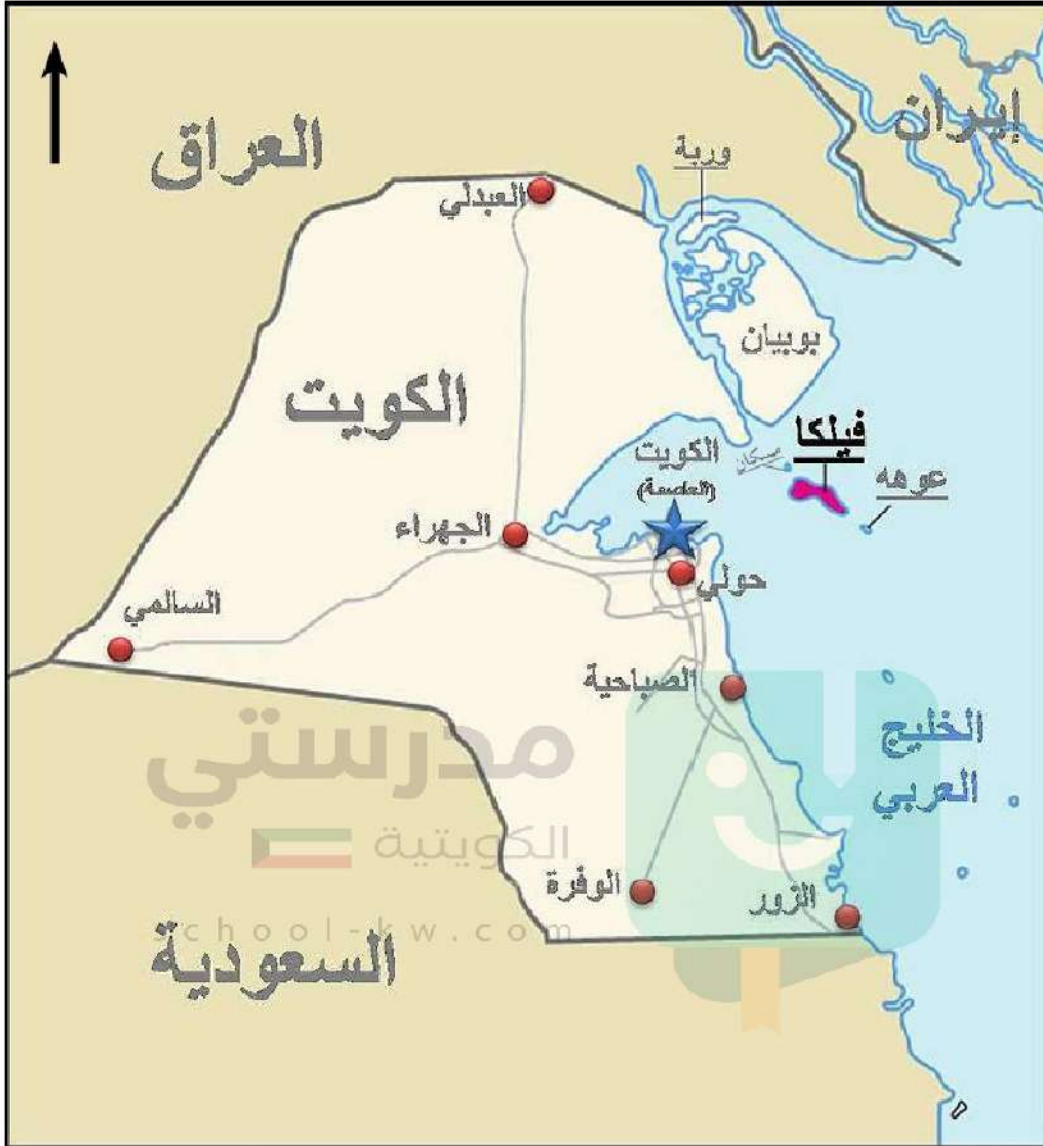 إيران
العراق
وربة
العبدلي
بوبيان
الكويت
فيلكا
مسكان
الكويت
(العاصمة)
عوهه
الجهراء
حولي
السالمي
الصباحية
الخليج
العربي
مدرستي
الكويتية
الوفرة
الزور
school-kw.com
السعودية